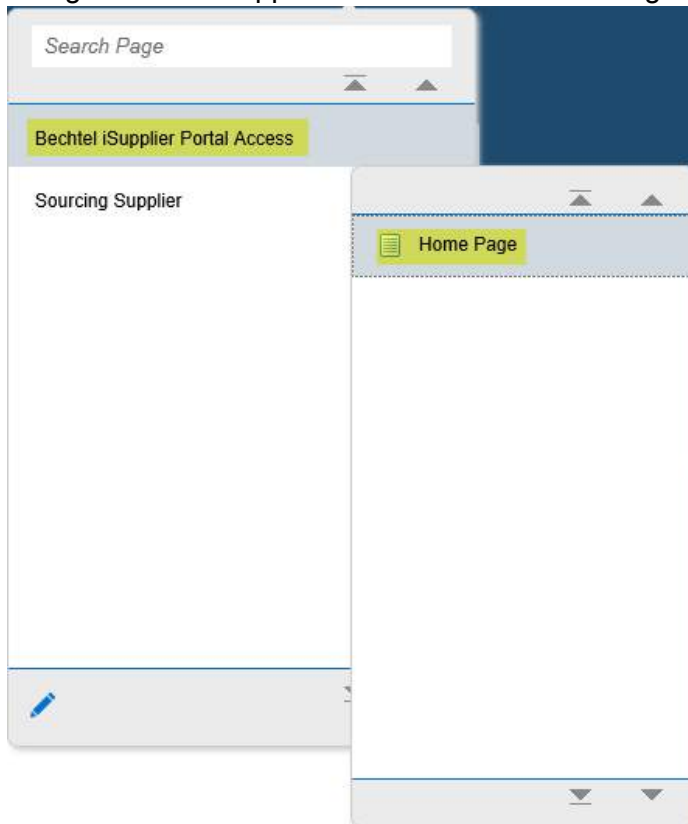 Search Page
Bechtel iSupplier Portal Access
Sourcing Supplier
Home Page